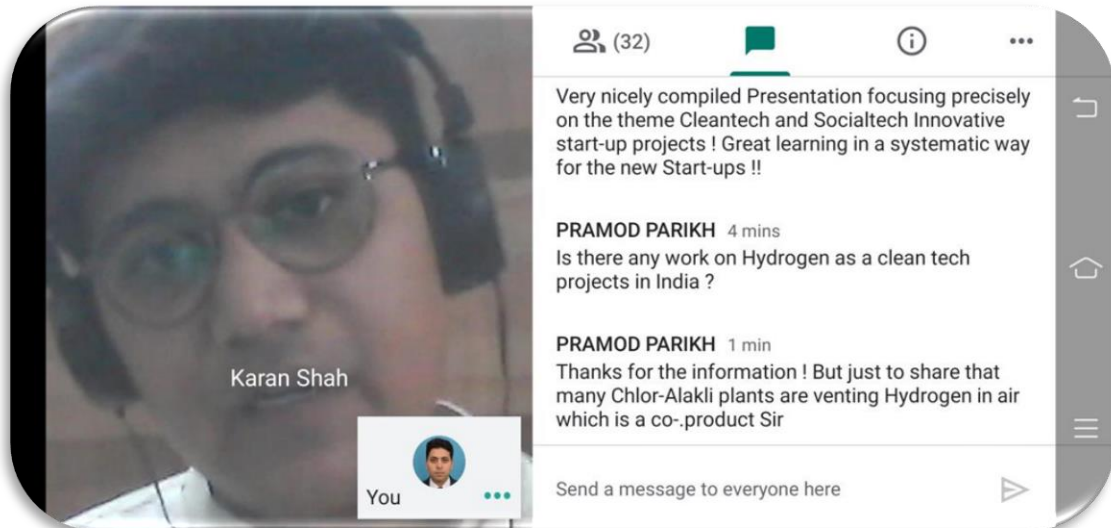 Karan Shah
You
(32)
Very nicely compiled Presentation focusing precisely
on the theme Cleantech and Socialtech Innovative
start-up projects ! Great learning in a systematic way
for the new Start-ups !!
PRAMOD PARIKH 4 mins
Is there any work on Hydrogen as a clean tech
projects in India ?
PRAMOD PARIKH 1 min
Thanks for the information ! But just to share that
many Chlor-Alakli plants are venting Hydrogen in air
which is a co-.product Sir
Send a message to everyone here